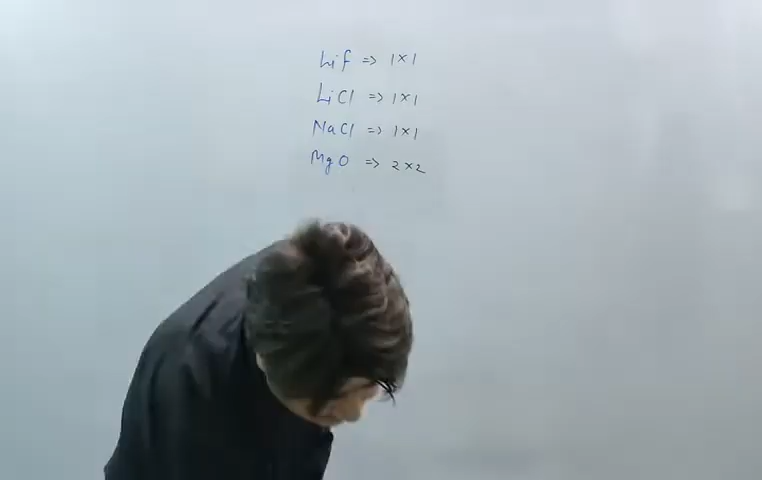 Lif => 1×1
LiCl => 1×1
NaCl => 1×1
MgO => 2×2